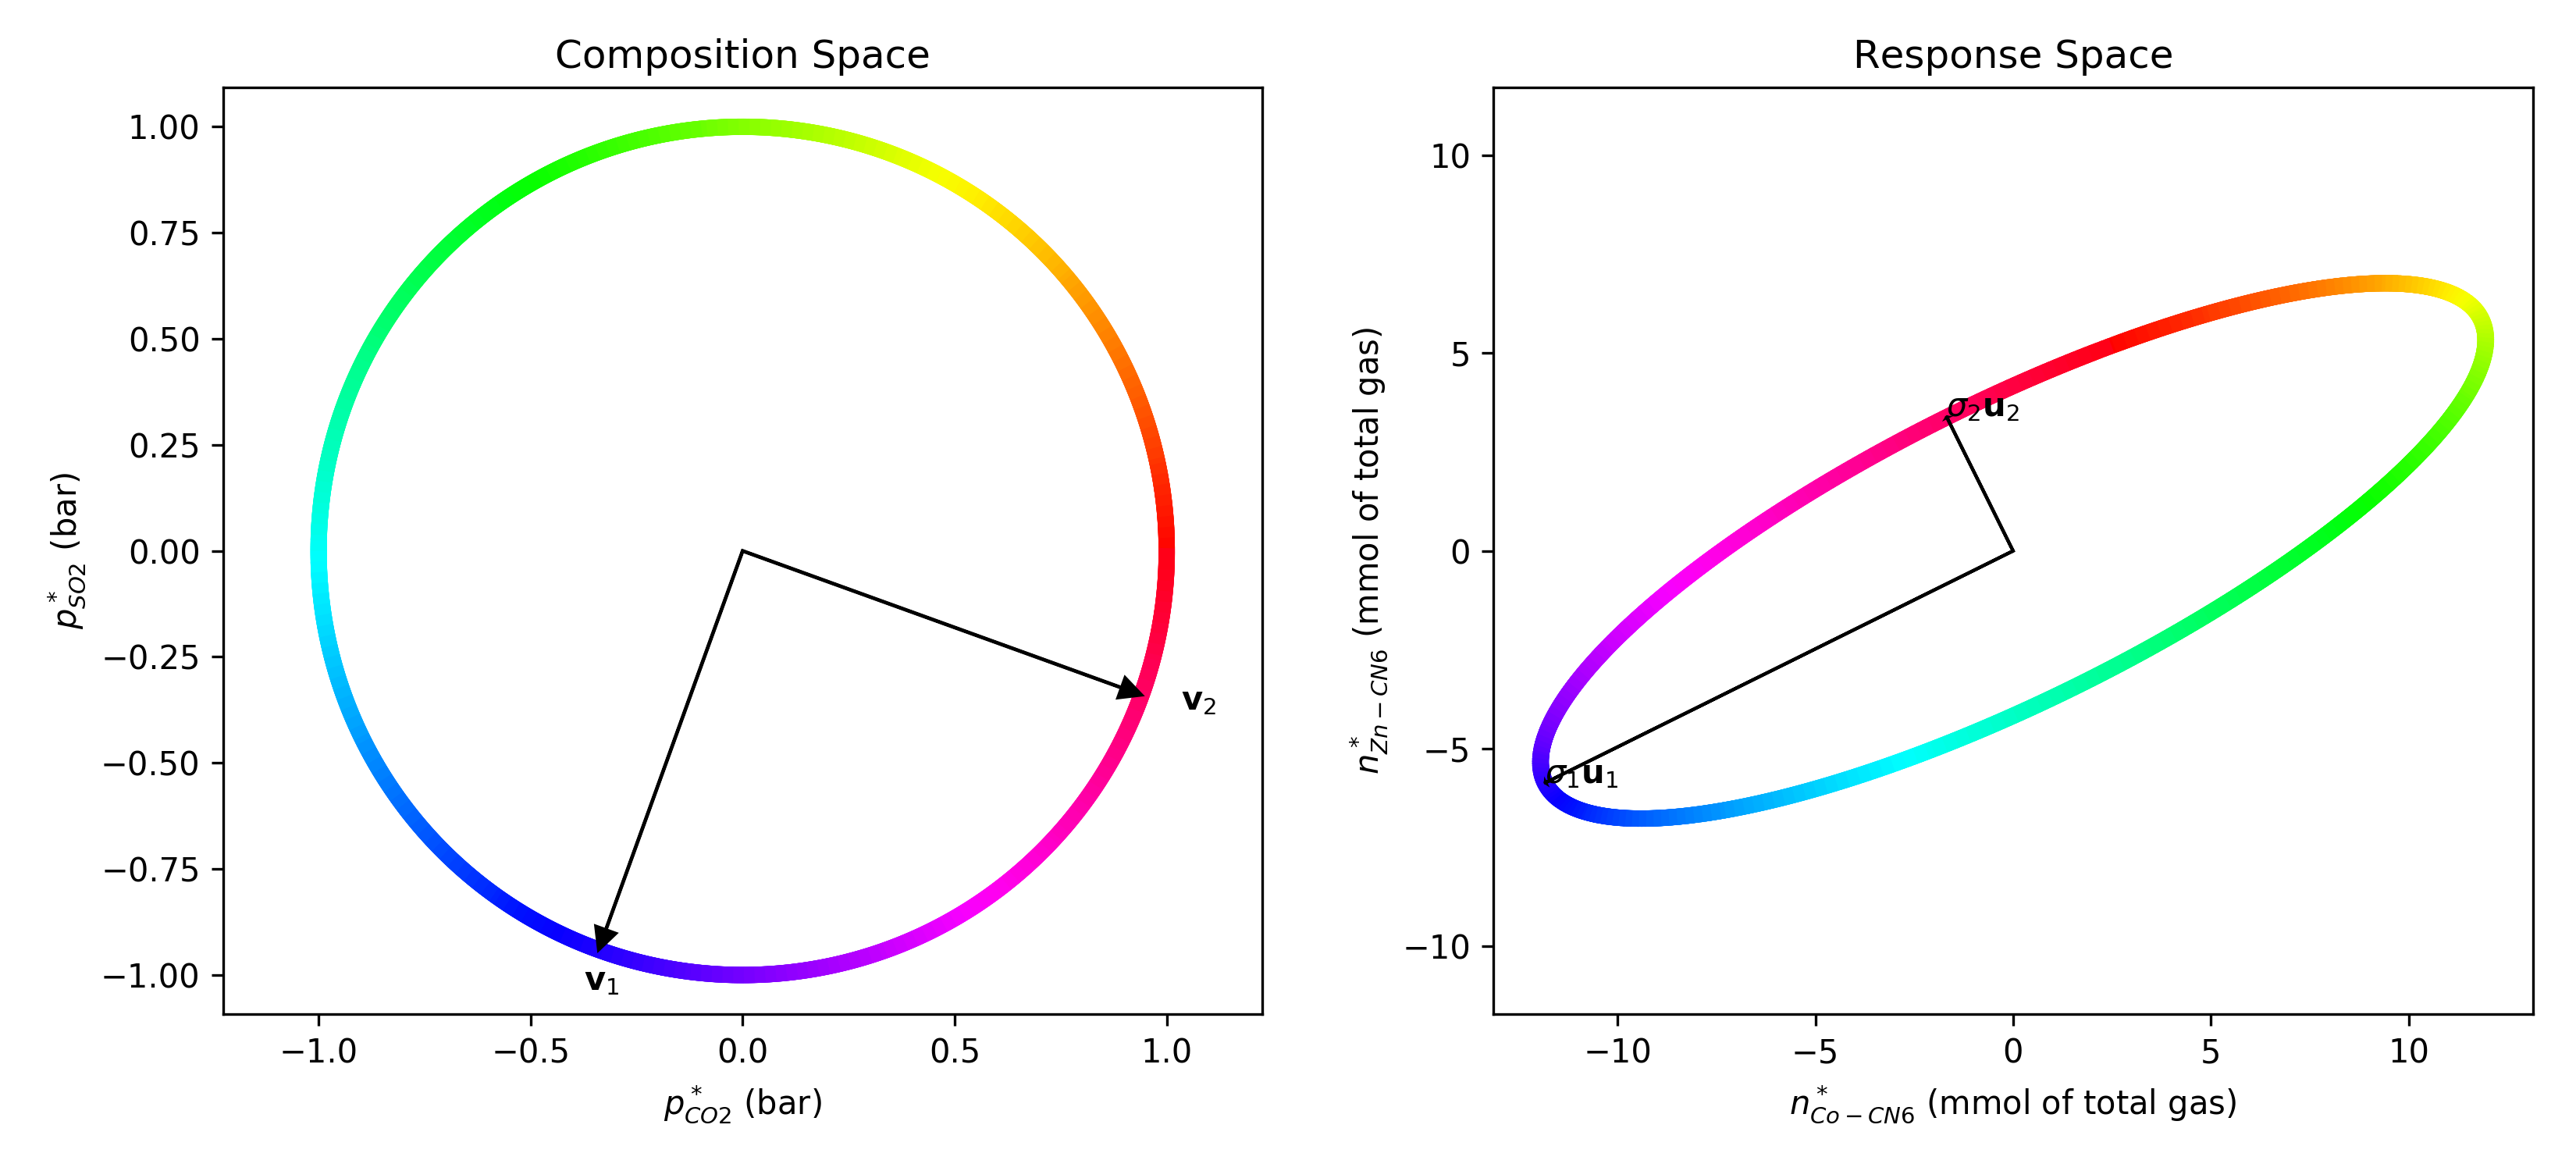 Composition Space
1.00
0.75
0.50
0.25
0.00
−0.25
−0.50
−0.75
−1.00
p*SO2 (bar)
v1
v2
−1.0
−0.5
0.0
0.5
1.0
p*CO2 (bar)
Response Space
10
5
0
−5
−10
n*Zn−CN6 (mmol of total gas)
σ2u2
σ1u1
−10
−5
0
5
10
n*Co−CN6 (mmol of total gas)